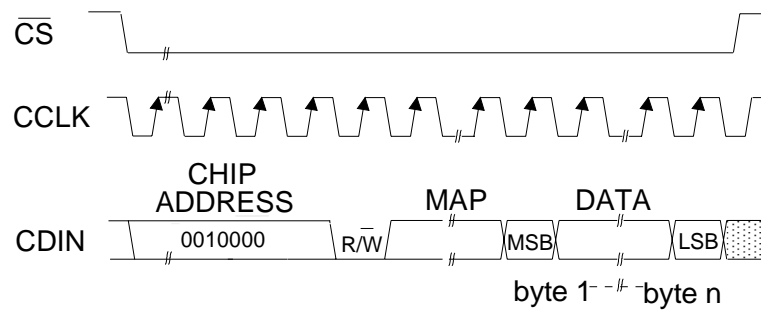 CS
CCLK
CHIP
ADDRESS
MAP
DATA
CDIN
0010000
R/W
MSB
LSB
byte 1
byte n